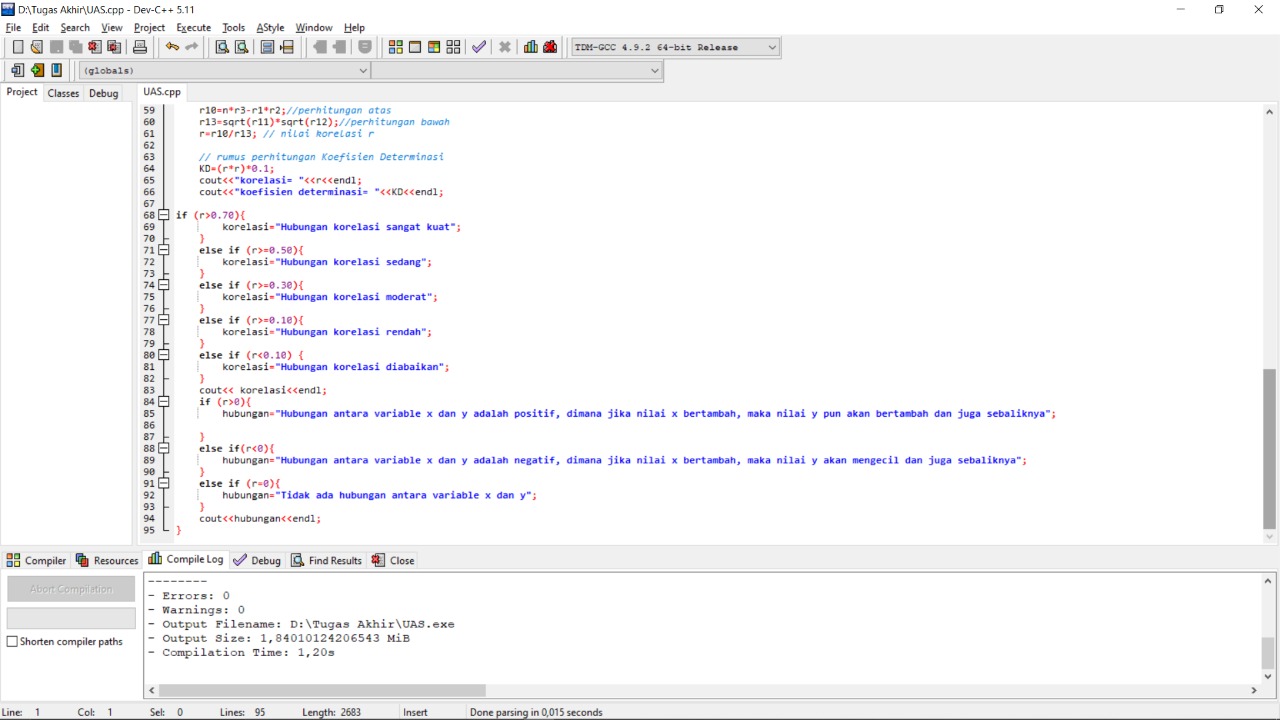 D:\Tugas Akhir\UAS.cpp - Dev-C++ 5.11
File Edit Search View Project Execute Tools AStyle Window Help
TDM-GCC 4.9.2 64-bit Release
(globals)
Project Classes Debug UAS.cpp
59 r10=n*r3-r1*r2;//perhitungan atas
60 r13=sqrt(r11)*sqrt(r12);//perhitungan bawah
61 r=r10/r13; // nilai korelasi r
62
63 // rumus perhitungan Koefisien Determinasi
64 KD=(r*r)*0.1;
65 cout<<"korelasi= "<<r<<endl;
66 cout<<"koefisien determinasi= "<<KD<<endl;
67
68 if (r>0.70){
69 korelasi="Hubungan korelasi sangat kuat";
70 }
71 else if (r>=0.50){
72 korelasi="Hubungan korelasi sedang";
73 }
74 else if (r>=0.30){
75 korelasi="Hubungan korelasi moderat";
76 }
77 else if (r>=0.10){
78 korelasi="Hubungan korelasi rendah";
79 }
80 else if (r<0.10) {
81 korelasi="Hubungan korelasi diabaikan";
82 }
83 cout<< korelasi<<endl;
84 if (r>0){
85 hubungan="Hubungan antara variable x dan y adalah positif, dimana jika nilai x bertambah, maka nilai y pun akan bertambah dan juga sebaliknya";
86
87 }
88 else if(r<0){
89 hubungan="Hubungan antara variable x dan y adalah negatif, dimana jika nilai x bertambah, maka nilai y akan mengecil dan juga sebaliknya";
90 }
91 else if (r=0){
92 hubungan="Tidak ada hubungan antara variable x dan y";
93 }
94 cout<<hubungan<<endl;
95 }
Compiler Resources Compile Log Debug Find Results Close
Abort Compilation
Shorten compiler paths
--------
- Errors: 0
- Warnings: 0
- Output Filename: D:\Tugas Akhir\UAS.exe
- Output Size: 1,84010124206543 MiB
- Compilation Time: 1,20s
Line: 1 Col: 1 Sel: 0 Lines: 95 Length: 2683 Insert Done parsing in 0,015 seconds